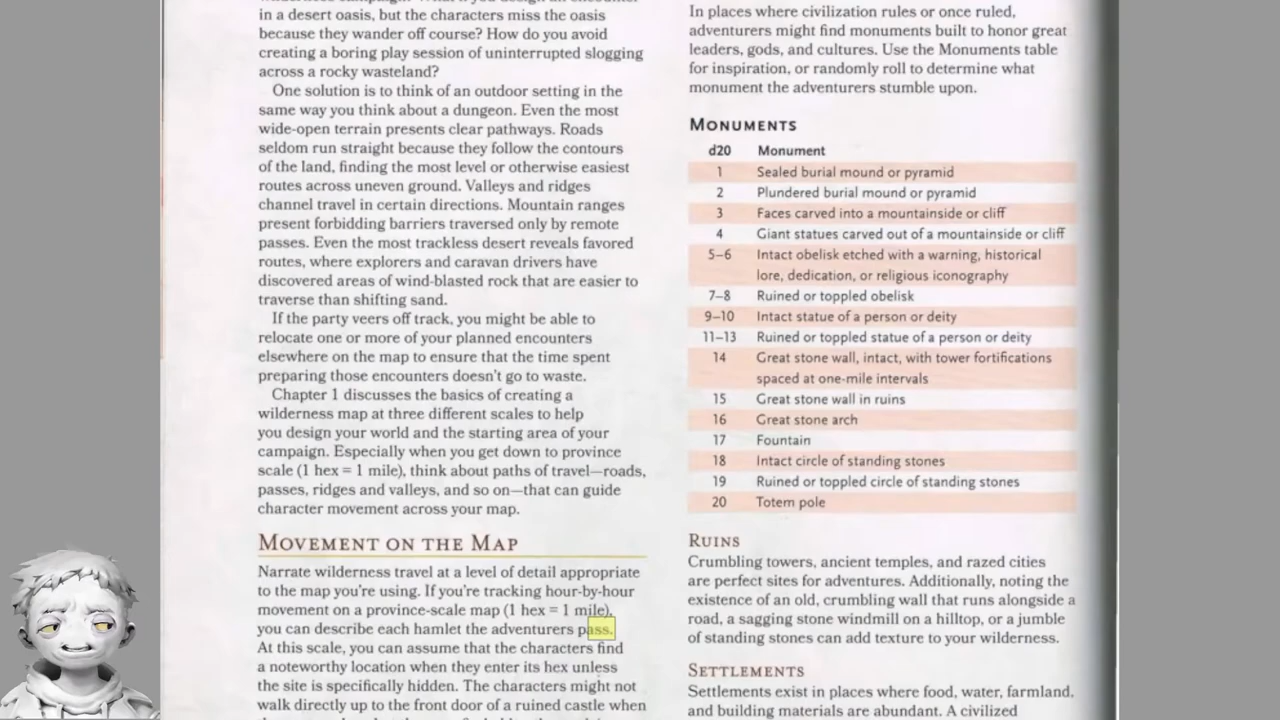 in a desert oasis, but the characters miss the oasis
because they wander off course? How do you avoid
creating a boring play session of uninterrupted slogging
across a rocky wasteland?
One solution is to think of an outdoor setting in the
same way you think about a dungeon. Even the most
wide-open terrain presents clear pathways. Roads
seldom run straight because they follow the contours
of the land, finding the most level or otherwise easiest
routes across uneven ground. Valleys and ridges
channel travel in certain directions. Mountain ranges
present forbidding barriers traversed only by remote
passes. Even the most trackless desert reveals favored
routes, where explorers and caravan drivers have
discovered areas of wind-blasted rock that are easier to
traverse than shifting sand.
If the party veers off track, you might be able to
relocate one or more of your planned encounters
elsewhere on the map to ensure that the time spent
preparing those encounters doesn't go to waste.
Chapter 1 discusses the basics of creating a
wilderness map at three different scales to help
you design your world and the starting area of your
campaign. Especially when you get down to province
scale (1 hex = 1 mile), think about paths of travel—roads,
passes, ridges and valleys, and so on—that can guide
character movement across your map.
MOVEMENT ON THE MAP
Narrate wilderness travel at a level of detail appropriate
to the map you're using. If you're tracking hour-by-hour
movement on a province-scale map (1 hex = 1 mile),
you can describe each hamlet the adventurers pass.
At this scale, you can assume that the characters find
a noteworthy location when they enter its hex unless
the site is specifically hidden. The characters might not
walk directly up to the front door of a ruined castle when
In places where civilization rules or once ruled,
adventurers might find monuments built to honor great
leaders, gods, and cultures. Use the Monuments table
for inspiration, or randomly roll to determine what
monument the adventurers stumble upon.
MONUMENTS
d20 Monument
1 Sealed burial mound or pyramid
2 Plundered burial mound or pyramid
3 Faces carved into a mountainside or cliff
4 Giant statues carved out of a mountainside or cliff
5–6 Intact obelisk etched with a warning, historical
lore, dedication, or religious iconography
7–8 Ruined or toppled obelisk
9–10 Intact statue of a person or deity
11–13 Ruined or toppled statue of a person or deity
14 Great stone wall, intact, with tower fortifications
spaced at one-mile intervals
15 Great stone wall in ruins
16 Great stone arch
17 Fountain
18 Intact circle of standing stones
19 Ruined or toppled circle of standing stones
20 Totem pole
RUINS
Crumbling towers, ancient temples, and razed cities
are perfect sites for adventures. Additionally, noting the
existence of an old, crumbling wall that runs alongside a
road, a sagging stone windmill on a hilltop, or a jumble
of standing stones can add texture to your wilderness.
SETTLEMENTS
Settlements exist in places where food, water, farmland,
and building materials are abundant. A civilized